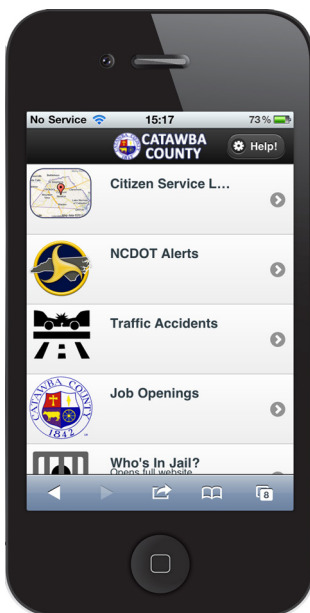 No Service 15:17 73%
CATAWBA
COUNTY
Help!
Citizen Service L...
NCDOT Alerts
Traffic Accidents
CATAWBA COUNTY
1842
Job Openings
Who's In Jail?
Opens full website
8